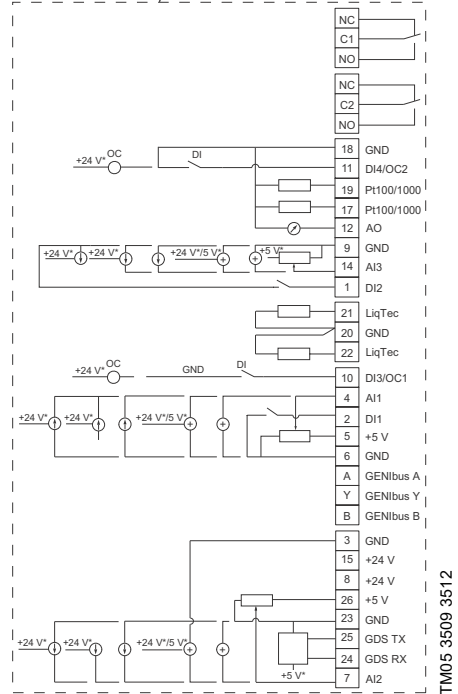 NC
C1
NO
NC
C2
NO
18 GND
+24 V* OC DI 11 DI4/OC2
19 Pt100/1000
17 Pt100/1000
12 AO
9 GND
+24 V* +24 V* +24 V*/5 V* +5 V* 14 AI3
1 DI2
21 LiqTec
20 GND
22 LiqTec
+24 V* OC GND DI 10 DI3/OC1
4 AI1
+24 V* +24 V* +24 V*/5 V* 2 DI1
5 +5 V
6 GND
A GENIbus A
Y GENIbus Y
B GENIbus B
3 GND
15 +24 V
8 +24 V
26 +5 V
23 GND
+24 V* +24 V* +24 V*/5 V* 25 GDS TX
24 GDS RX
+5 V* 7 AI2
TM05 3509 3512